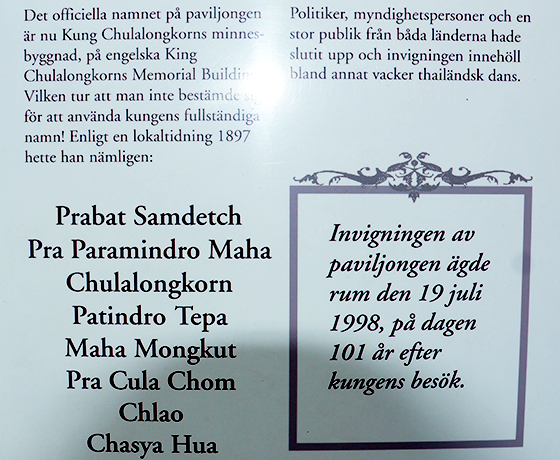 Det officiella namnet på paviljongen
är nu Kung Chulalongkorns minnes-
byggnad, på engelska King
Chulalongkorns Memorial
Vilken tur att man inte bestämde
för att använda kungens fullständiga
namn! Enligt en lokaltidning 1897
hette han nämligen:
Prabat Samdetch
Pra Paramindro Maha
Chulalongkorn
Patindro Tepa
Maha Mongkut
Pra Cula Chom
Chlao
Chasya Hua
Politiker, myndighetspersoner och en
stor publik från båda länderna hade
slutit upp och invigningen innehöll
bland annat vacker thailändsk dans.
Invigningen av
paviljongen ägde
rum den 19 juli
1998, på dagen
101 år efter
kungens besök.